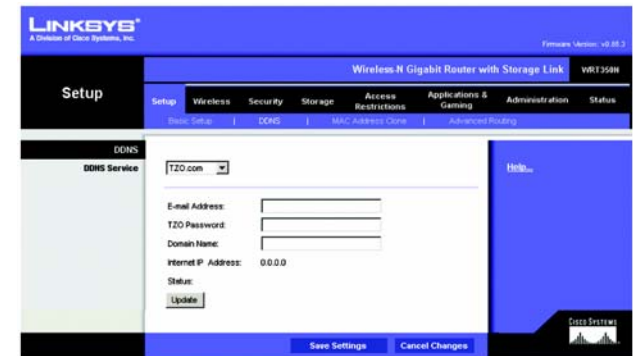 LINKSYS®
A Division of Cisco Systems, Inc.
Firmware Version: v0.88.3
Wireless-N Gigabit Router with Storage Link WRT350N
Setup
Setup Wireless Security Storage Access Restrictions Applications & Gaming Administration Status
Basic Setup | DDNS | MAC Address Clone | Advanced Routing
DDNS
DDNS Service
TZO.com
Help...
E-mail Address:
TZO Password:
Domain Name:
Internet IP Address: 0.0.0.0
Status:
Update
Save Settings Cancel Changes
CISCO SYSTEMS